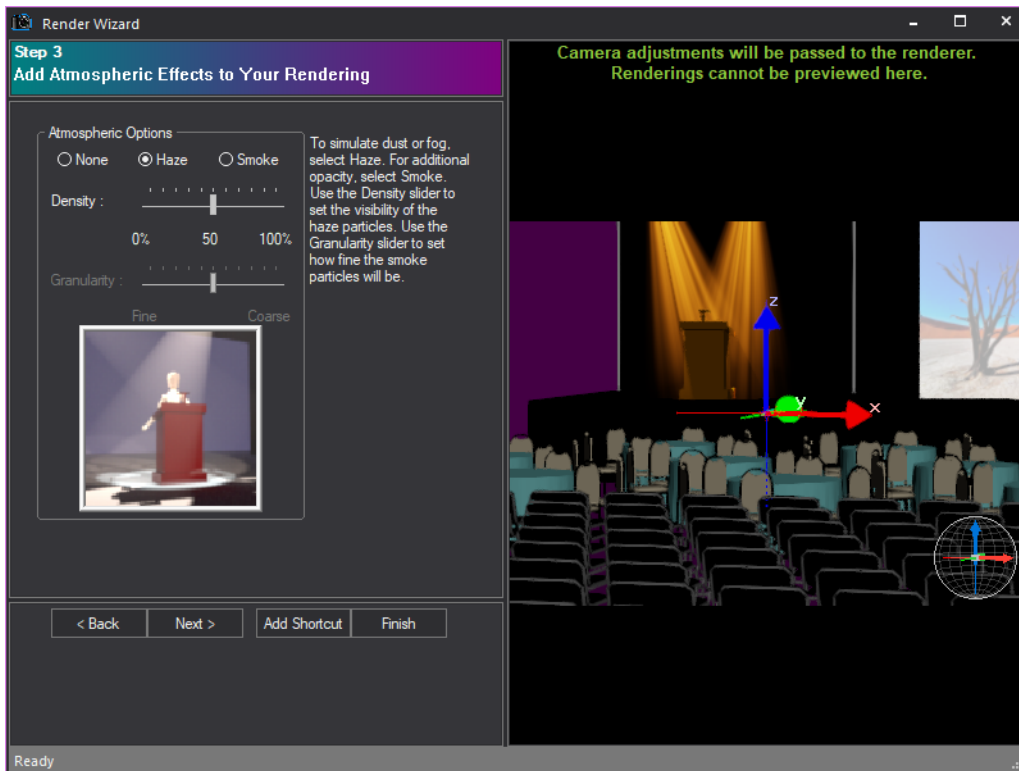 Render Wizard
Step 3
Add Atmospheric Effects to Your Rendering
Atmospheric Options
None Haze Smoke
Density :
0% 50 100%
Granularity :
Fine Coarse
To simulate dust or fog,
select Haze. For additional
opacity, select Smoke.
Use the Density slider to
set the visibility of the
haze particles. Use the
Granularity slider to set
how fine the smoke
particles will be.
< Back Next > Add Shortcut Finish
Camera adjustments will be passed to the renderer.
Renderings cannot be previewed here.
z
y
x
Ready